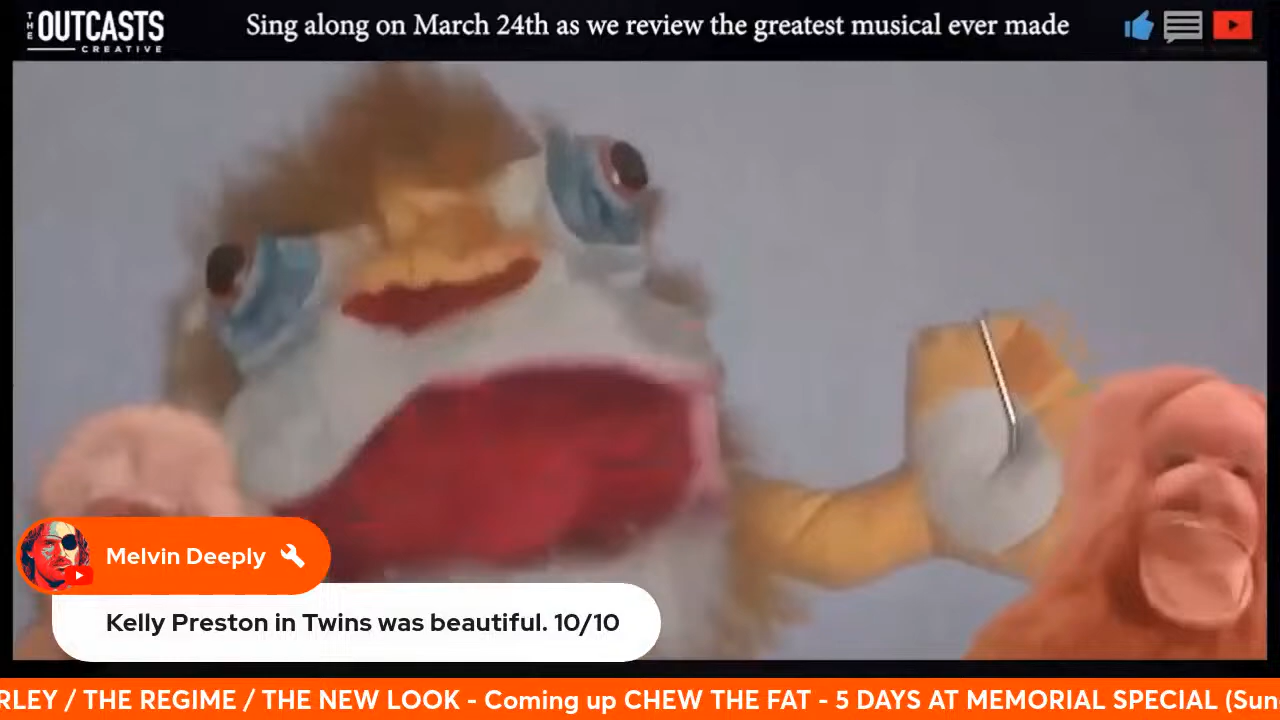 THE OUTCASTS
CREATIVE
Sing along on March 24th as we review the greatest musical ever made
Melvin Deeply
Kelly Preston in Twins was beautiful. 10/10
RLEY / THE REGIME / THE NEW LOOK - Coming up CHEW THE FAT - 5 DAYS AT MEMORIAL SPECIAL (Sun